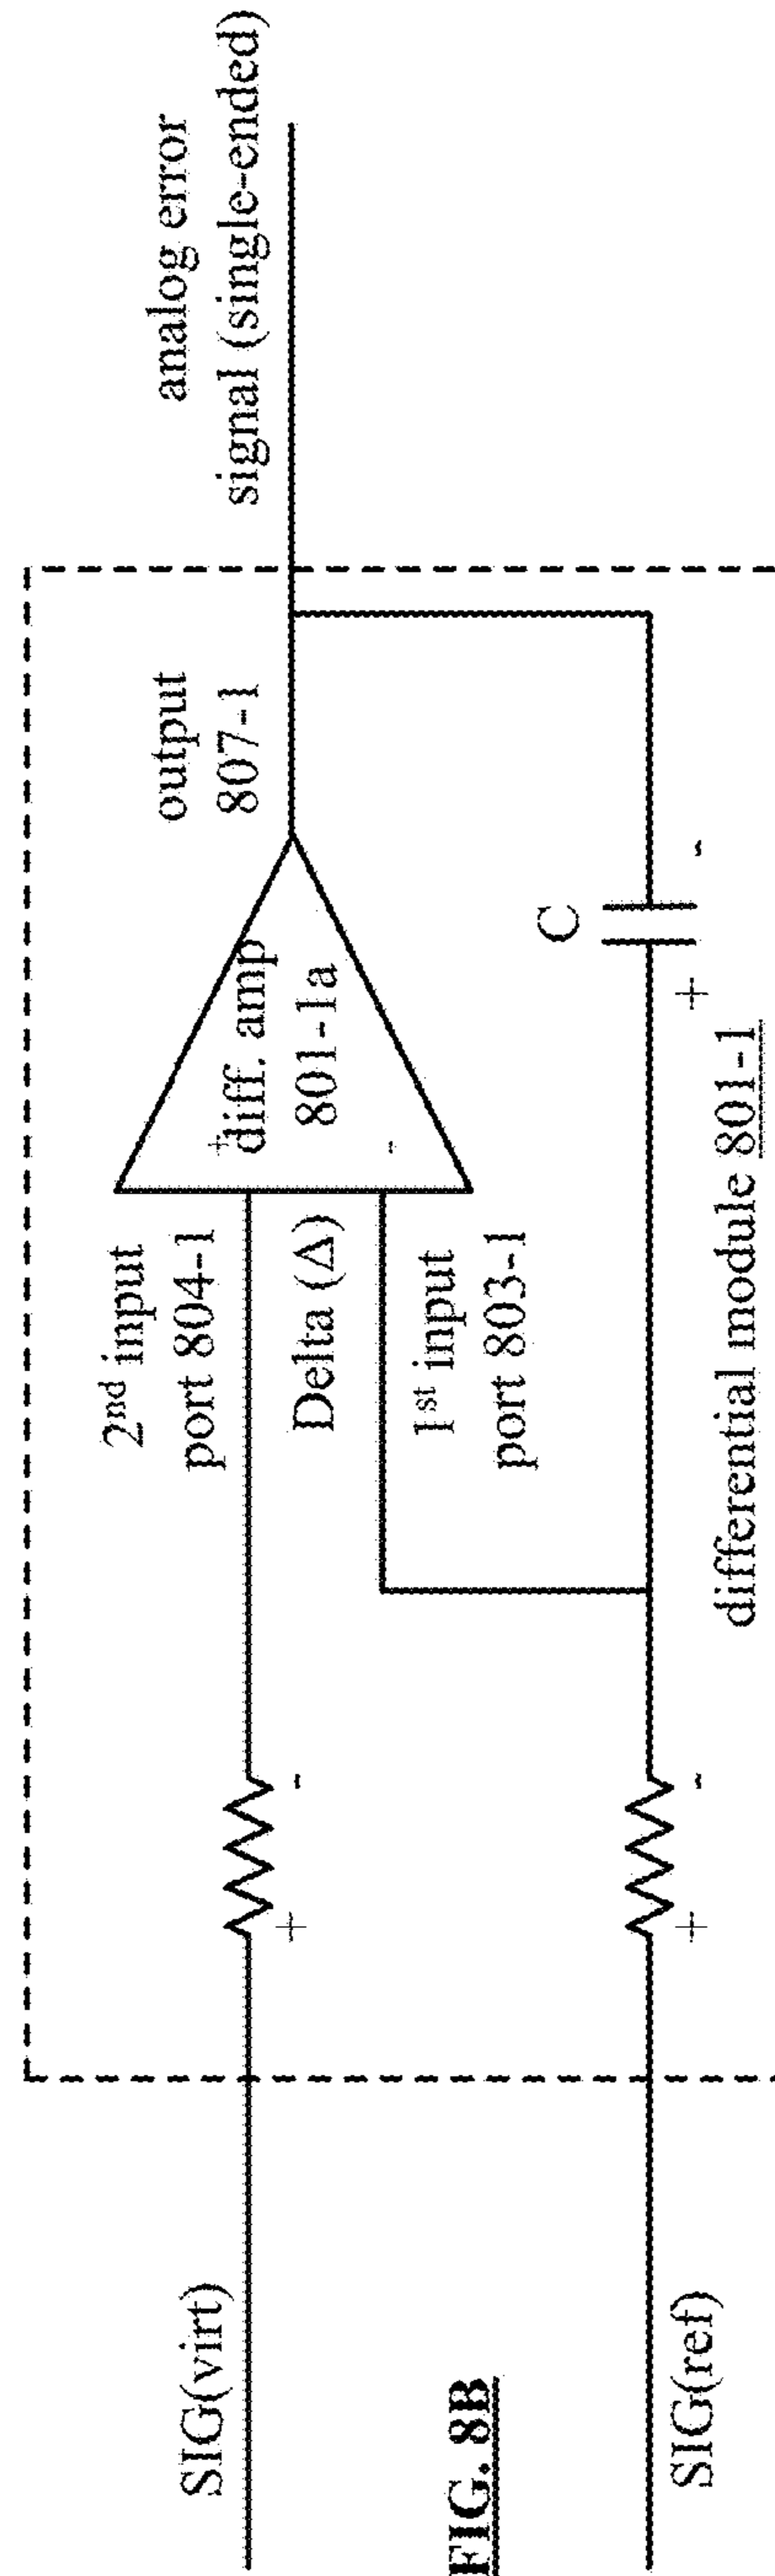 analog error
signal (single-ended)
output
807-1
2nd input
port 804-1
+
diff. amp
801-1a
-
Delta (Δ)
1st input
port 803-1
C
+
-
+
-
+
-
SIG(virt)
SIG(ref)
differential module 801-1
FIG. 8B